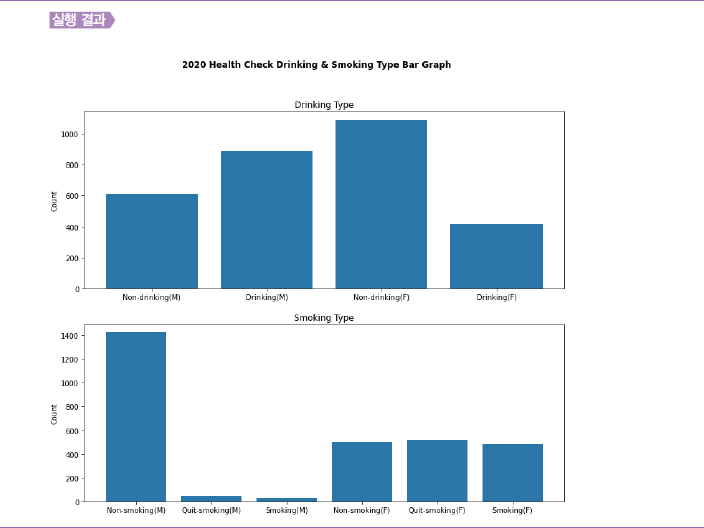 실행 결과
2020 Health Check Drinking & Smoking Type Bar Graph
Drinking Type
1000
800
600
400
200
0
Count
Non-drinking(M) Drinking(M) Non-drinking(F) Drinking(F)
Smoking Type
1400
1200
1000
800
600
400
200
0
Count
Non-smoking(M) Quit-smoking(M) Smoking(M) Non-smoking(F) Quit-smoking(F) Smoking(F)